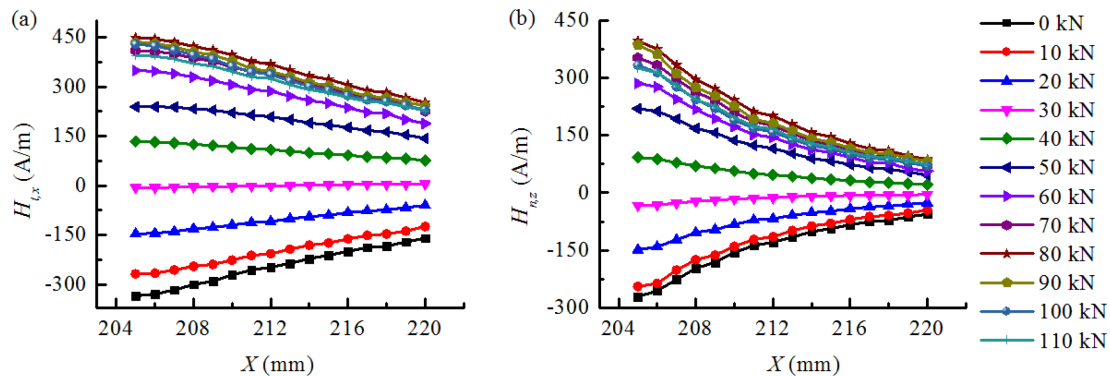 (a)
H_{t,x} (A/m)
450
300
150
0
-150
-300
204
208
212
216
220
X (mm)
(b)
H_{n,z} (A/m)
450
300
150
0
-150
-300
204
208
212
216
220
X (mm)
0 kN
10 kN
20 kN
30 kN
40 kN
50 kN
60 kN
70 kN
80 kN
90 kN
100 kN
110 kN